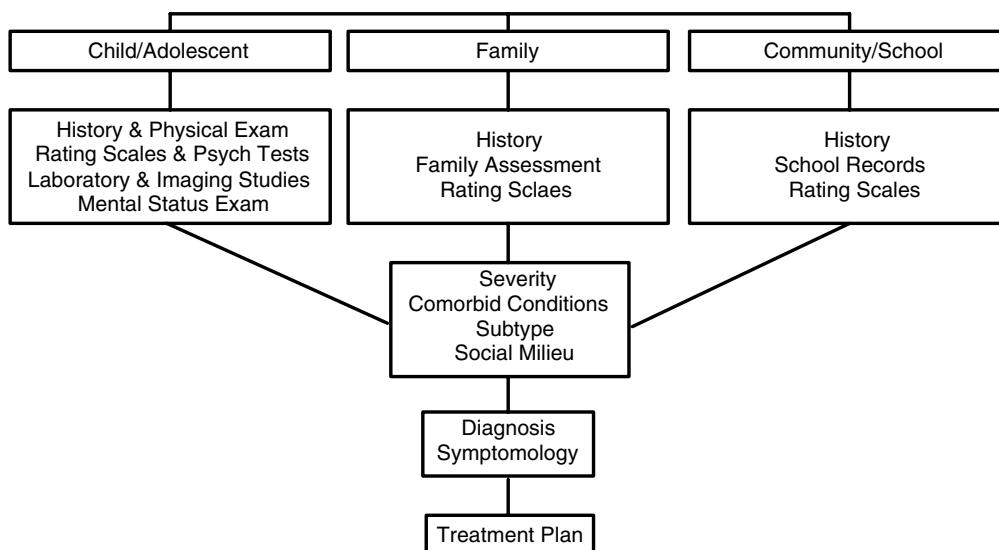 Child/Adolescent
Family
Community/School
History & Physical Exam
Rating Scales & Psych Tests
Laboratory & Imaging Studies
Mental Status Exam
History
Family Assessment
Rating Sclaes
History
School Records
Rating Scales
Severity
Comorbid Conditions
Subtype
Social Milieu
Diagnosis
Symptomology
Treatment Plan